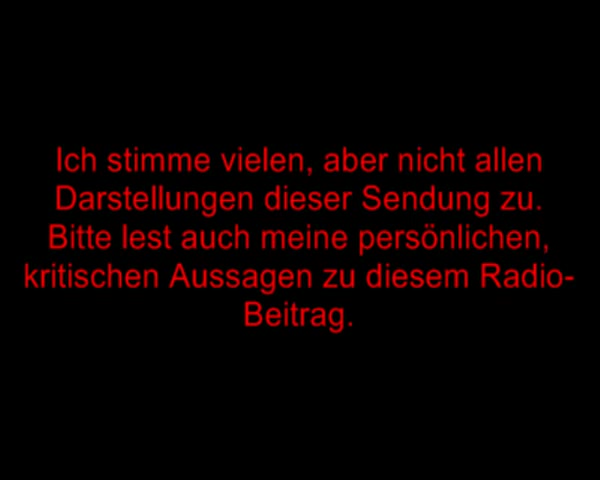 Ich stimme vielen, aber nicht allen
Darstellungen dieser Sendung zu.
Bitte lest auch meine persönlichen,
kritischen Aussagen zu diesem Radio-
Beitrag.